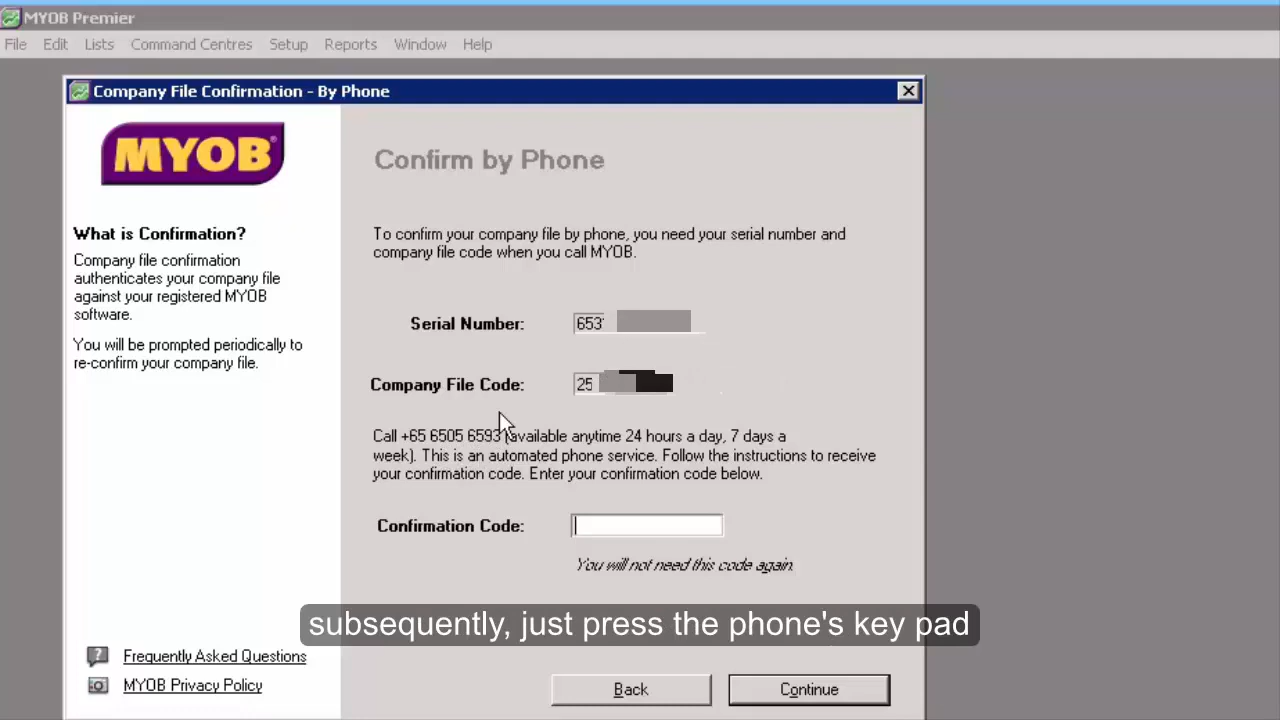 MYOB Premier
File Edit Lists Command Centres Setup Reports Window Help
Company File Confirmation - By Phone
MYOB
What is Confirmation?
Company file confirmation
authenticates your company file
against your registered MYOB
software.
You will be prompted periodically to
re-confirm your company file.
Frequently Asked Questions
MYOB Privacy Policy
Confirm by Phone
To confirm your company file by phone, you need your serial number and
company file code when you call MYOB.
Serial Number: 653
Company File Code: 25
Call +65 6505 6593 (available anytime 24 hours a day, 7 days a
week). This is an automated phone service. Follow the instructions to receive
your confirmation code. Enter your confirmation code below.
Confirmation Code:
You will not need this code again.
subsequently, just press the phone's key pad
Back Continue